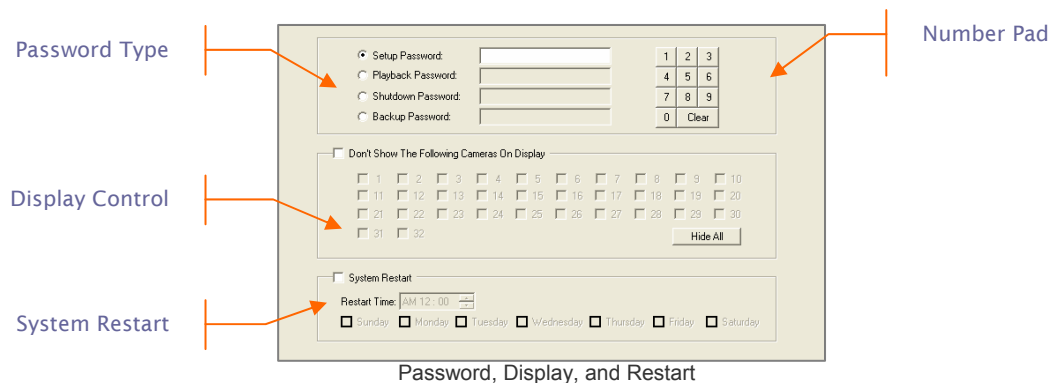 Password Type
Number Pad
Setup Password:
1 2 3
Playback Password:
4 5 6
Shutdown Password:
7 8 9
Backup Password:
0 Clear
Don't Show The Following Cameras On Display
1 2 3 4 5 6 7 8 9 10
11 12 13 14 15 16 17 18 19 20
Display Control
21 22 23 24 25 26 27 28 29 30
31 32
Hide All
System Restart
Restart Time: AM 12 : 00
System Restart
Sunday Monday Tuesday Wednesday Thursday Friday Saturday
Password, Display, and Restart